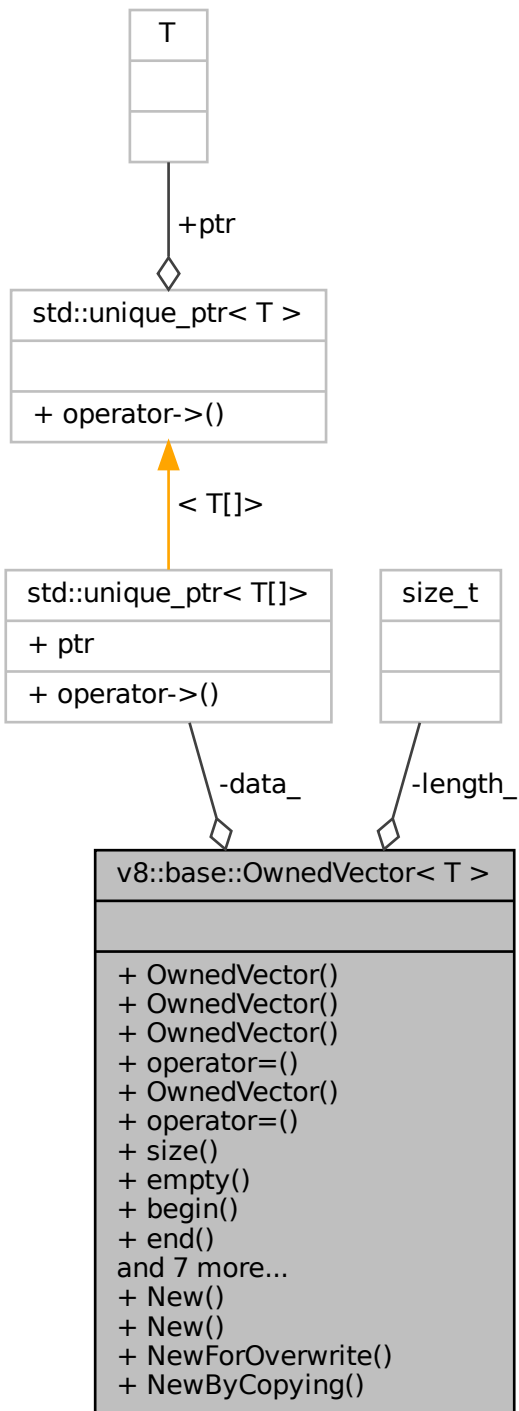 T
+ptr
std::unique_ptr< T >
+ operator->()
< T[]>
std::unique_ptr< T[]>
+ ptr
+ operator->()
size_t
-data_
-length_
v8::base::OwnedVector< T >
+ OwnedVector()
+ OwnedVector()
+ OwnedVector()
+ operator=()
+ OwnedVector()
+ operator=()
+ size()
+ empty()
+ begin()
+ end()
and 7 more...
+ New()
+ New()
+ NewForOverwrite()
+ NewByCopying()